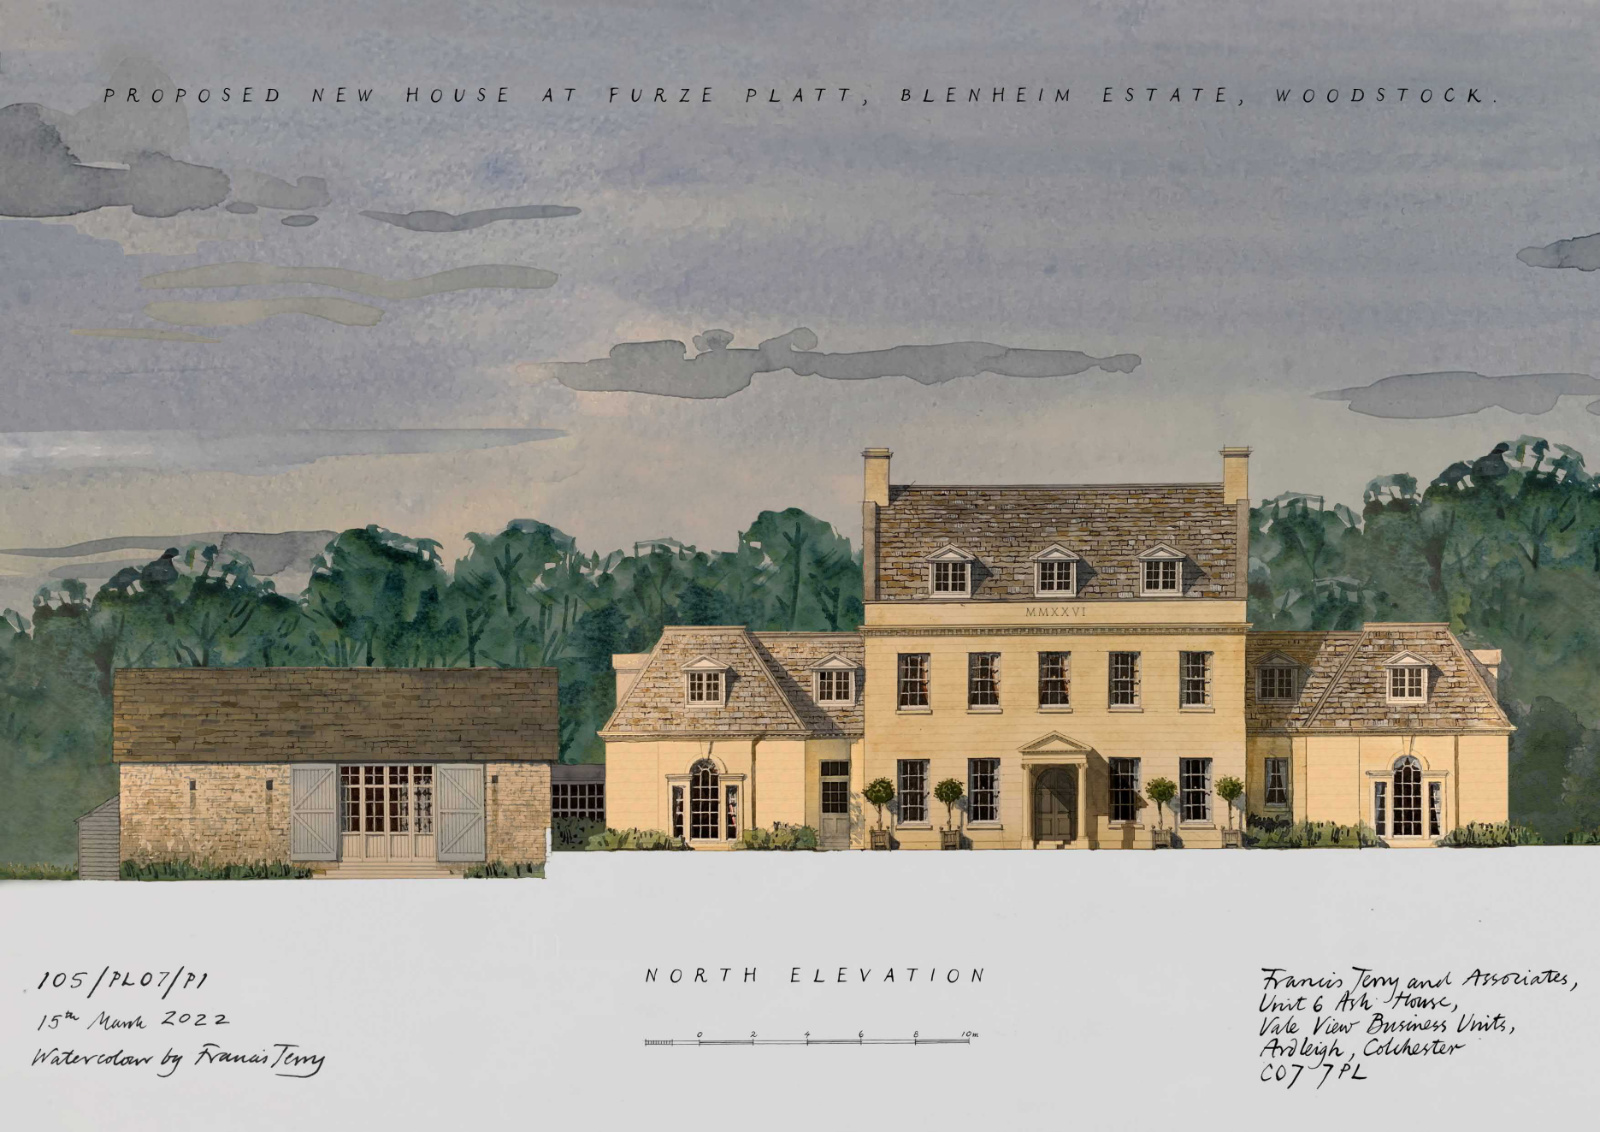 PROPOSED NEW HOUSE AT FURZE PLATT, BLENHEIM ESTATE, WOODSTOCK.
MMXXVI
105/PL07/P1
15th March 2022
Watercolour by Francis Terry
NORTH ELEVATION
0 2 4 6 8 10m
Francis Terry and Associates,
Unit 6 Ash House,
Vale View Business Units,
Ardleigh, Colchester
CO7 7PL